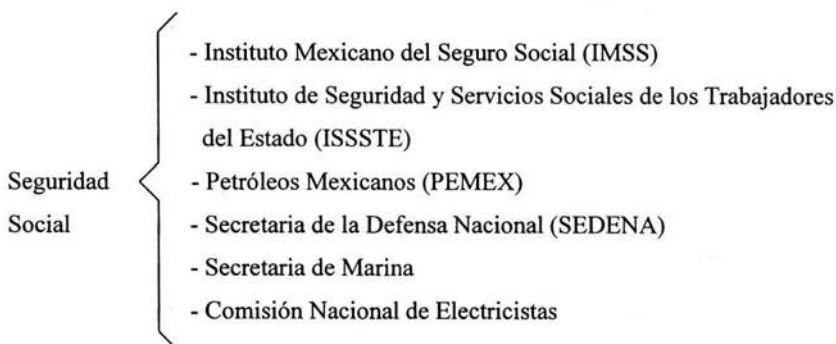 - Instituto Mexicano del Seguro Social (IMSS)
- Instituto de Seguridad y Servicios Sociales de los Trabajadores
del Estado (ISSSTE)
Seguridad
- Petróleos Mexicanos (PEMEX)
Social
- Secretaria de la Defensa Nacional (SEDENA)
- Secretaria de Marina
- Comisión Nacional de Electricistas